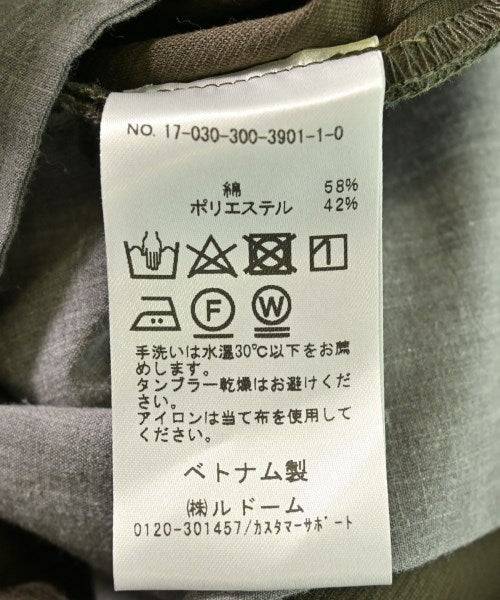 NO. 17-030-300-3901-1-0
綿 58%
ポリエステル 42%
F W
手洗いは水温30℃以下をお薦
めします。
タンブラー乾燥はお避けくだ
さい。
アイロンは当て布を使用して
ください。
ベトナム製
㈱ルドーム
0120-301457/カスタマーサポート